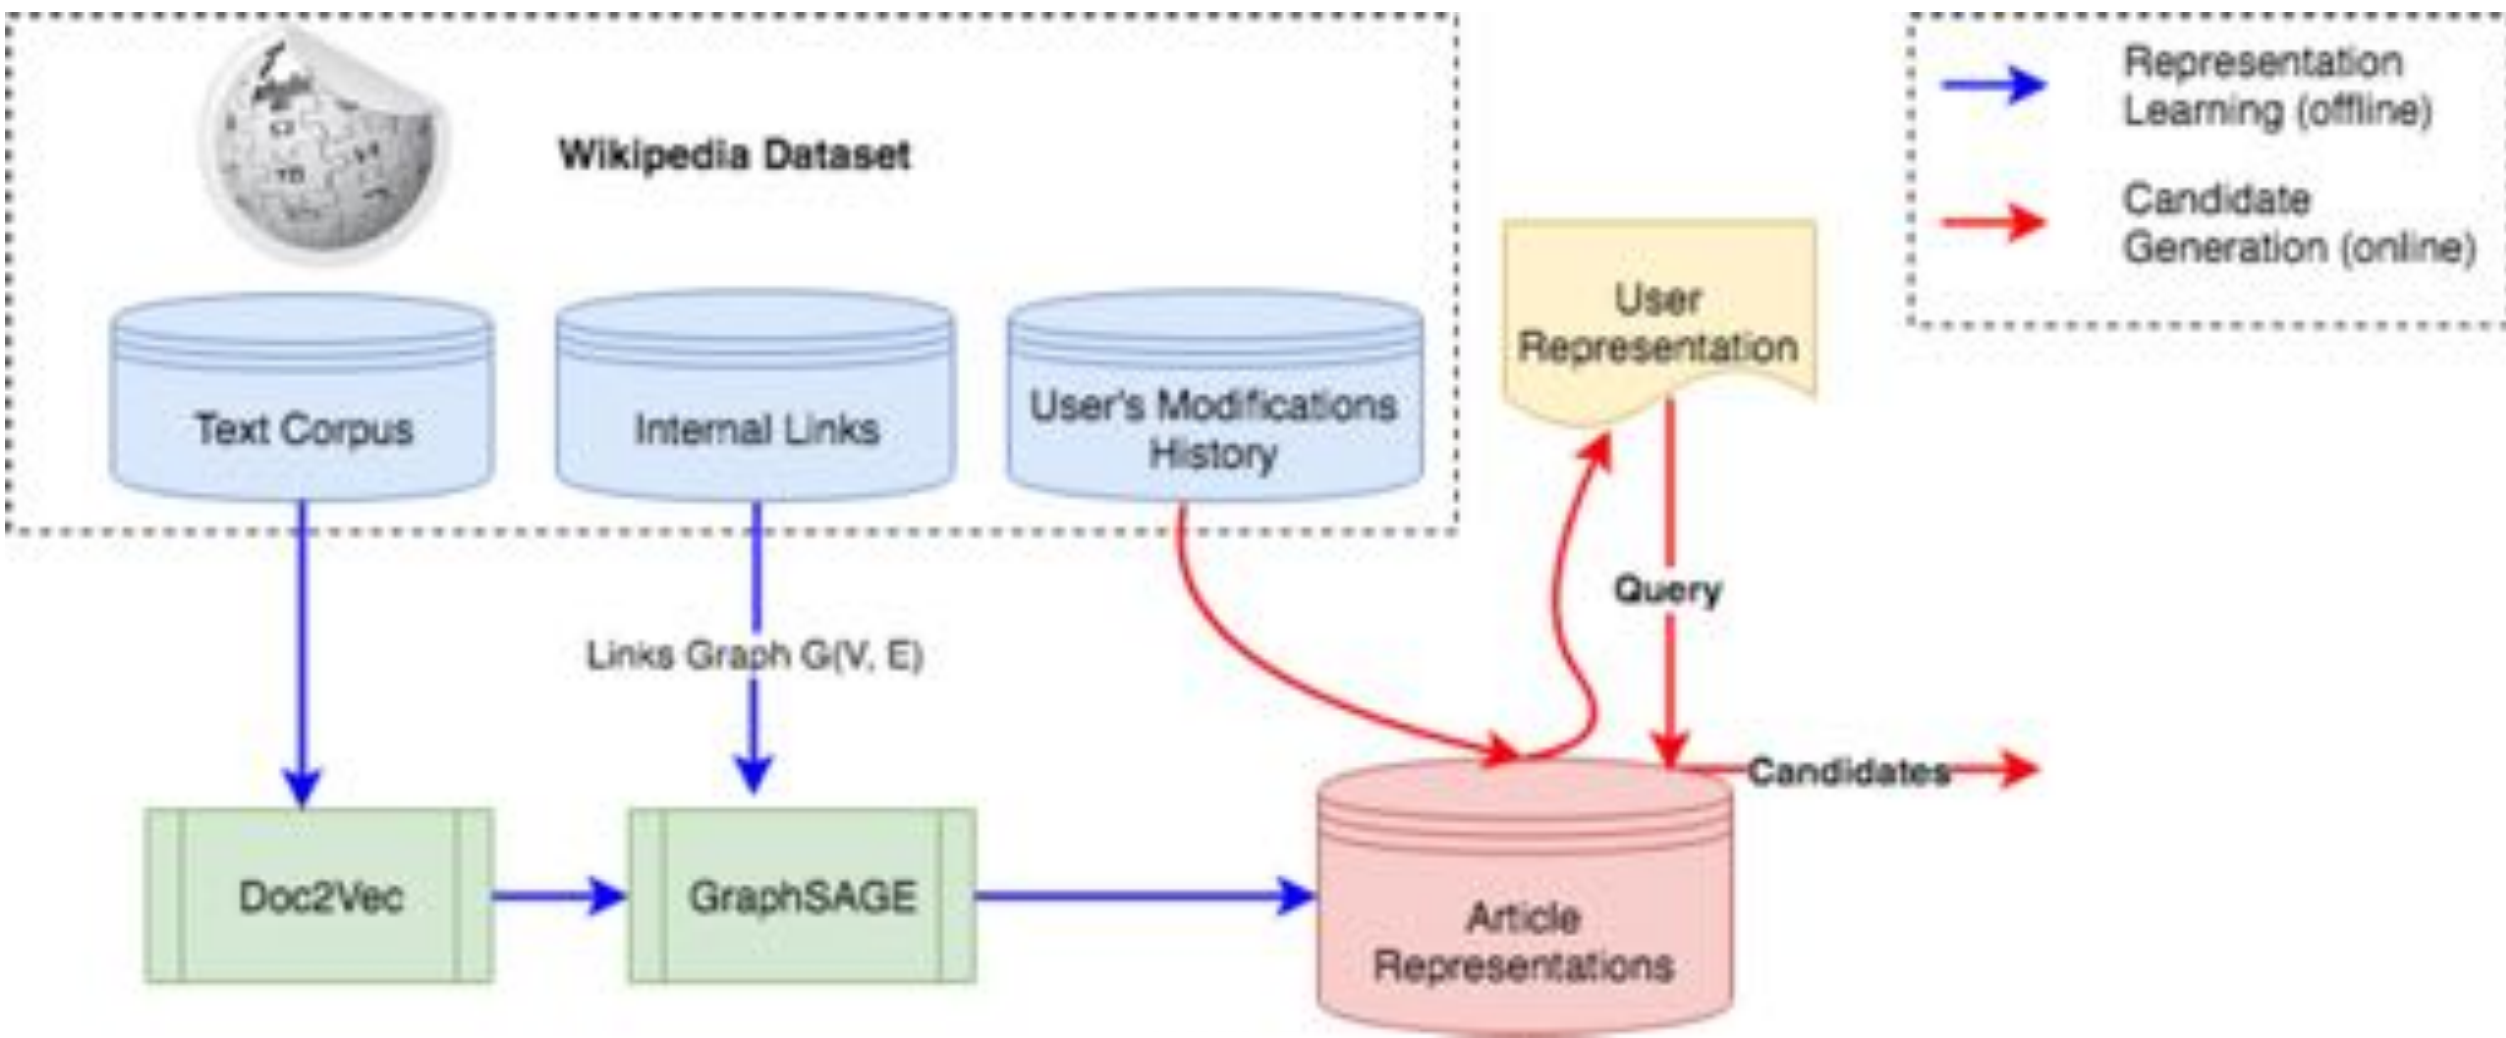 Wikipedia Dataset
Text Corpus
Internal Links
User's Modifications
History
User
Representation
Representation
Learning (offline)
Candidate
Generation (online)
Links Graph G(V, E)
Query
Candidates
Doc2Vec
GraphSAGE
Article
Representations